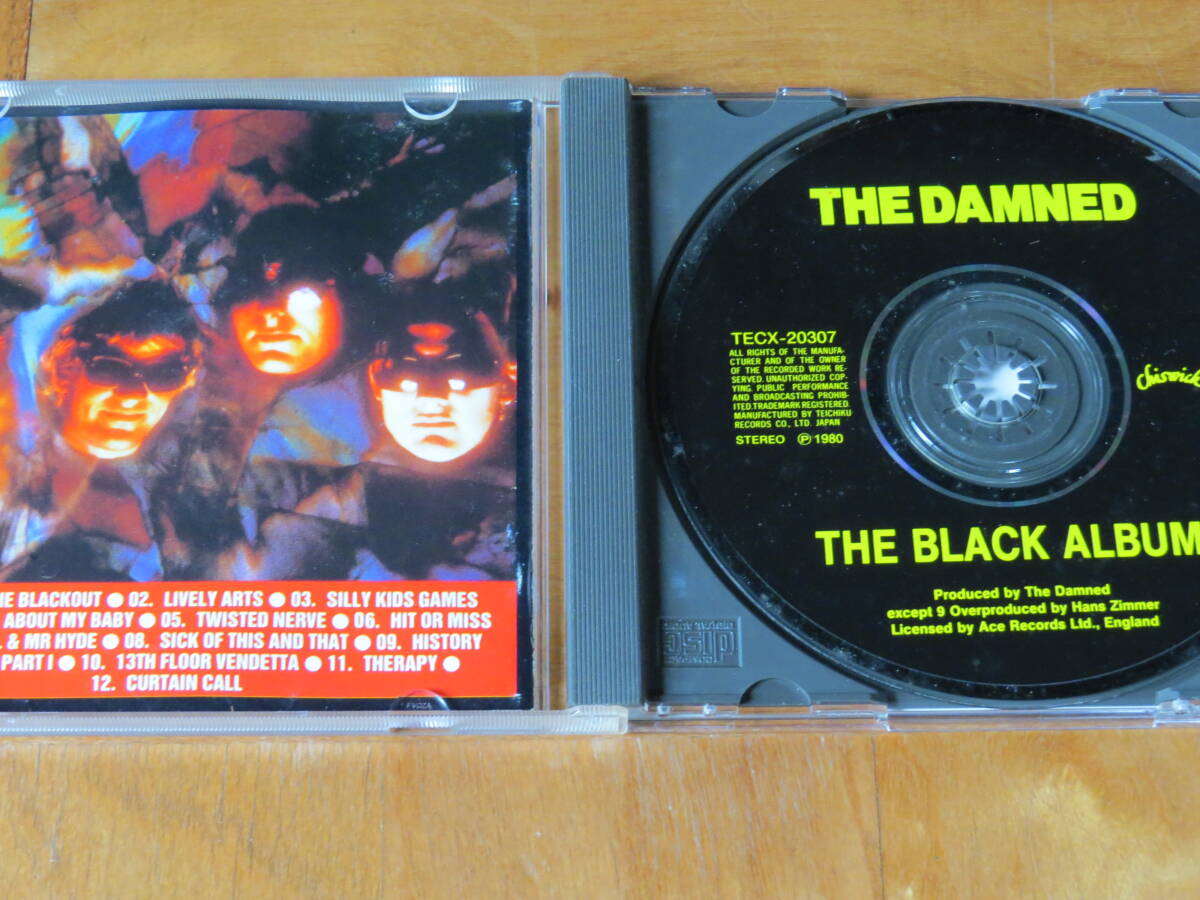 HE BLACKOUT ● 02. LIVELY ARTS ● 03. SILLY KIDS GAMES
ABOUT MY BABY ● 05. TWISTED NERVE ● 06. HIT OR MISS
& MR HYDE ● 08. SICK OF THIS AND THAT ● 09. HISTORY
PART I ● 10. 13TH FLOOR VENDETTA ● 11. THERAPY ●
12. CURTAIN CALL
THE DAMNED
TECX-20307
ALL RIGHTS OF THE MANUFA-
CTURER AND OF THE OWNER
OF THE RECORDED WORK RE-
SERVED. UNAUTHORIZED COP-
YING. PUBLIC PERFORMANCE
AND BROADCASTING PROHIB-
ITED.TRADEMARK REGISTERED.
MANUFACTURED BY TEICHIKU
RECORDS CO., LTD. JAPAN
STEREO Ⓟ 1980
chiswick
THE BLACK ALBUM
Produced by The Damned
except 9 Overproduced by Hans Zimmer
Licensed by Ace Records Ltd., England
COMPACT
disc
DIGITAL AUDIO